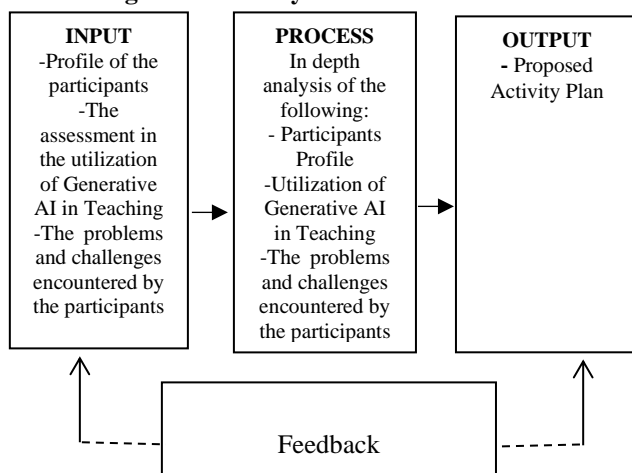 INPUT
-Profile of the
participants
-The
assessment in
the utilization
of Generative
AI in Teaching
-The problems
and challenges
encountered by
the participants
PROCESS
In depth
analysis of the
following:
- Participants
Profile
-Utilization of
Generative AI
in Teaching
-The problems
and challenges
encountered by
the participants
OUTPUT
- Proposed
Activity Plan
Feedback